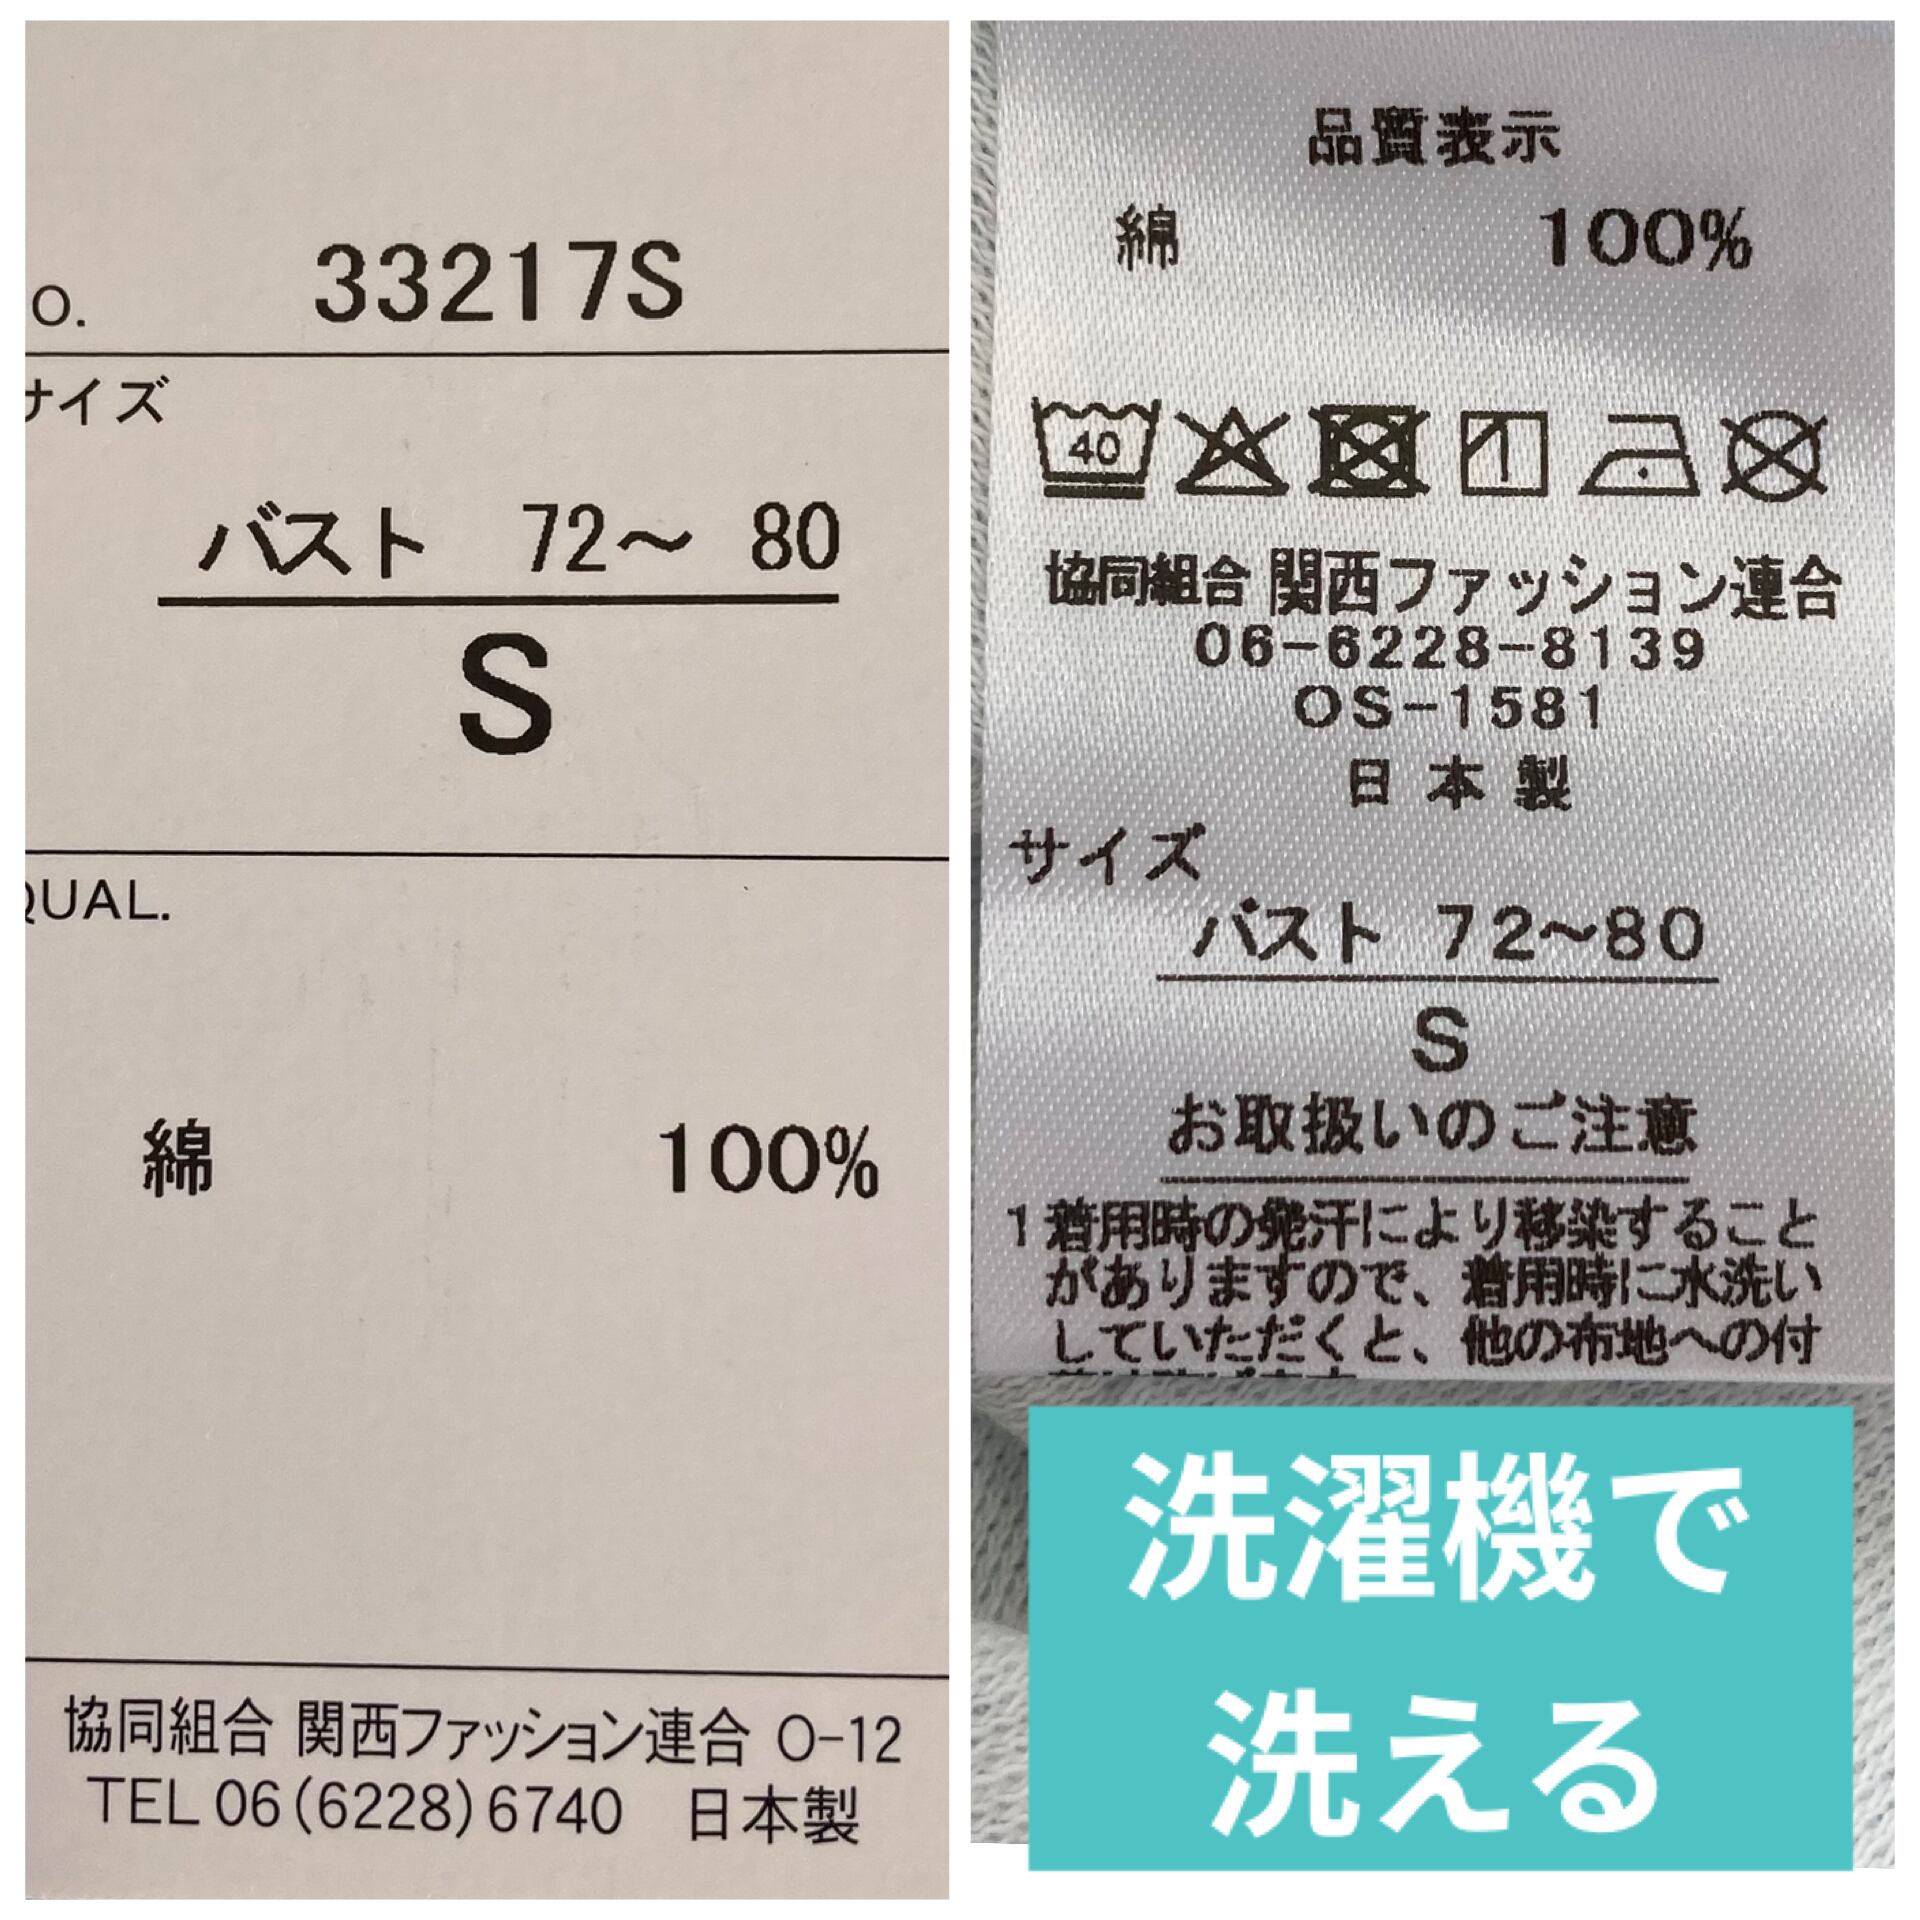 O. 33217S
サイズ
バスト 72～ 80
S
QUAL.
綿 100%
協同組合 関西ファッション連合 O-12
TEL 06(6228)6740 日本製
品質表示
綿 100%
40
協同組合 関西ファッション連合
06-6228-8139
OS-1581
日本製
サイズ
バスト 72～80
S
お取扱いのご注意
1 着用時の発汗により移染すること
がありますので、着用時に水洗い
していただくと、他の布地への付
洗濯機で
洗える